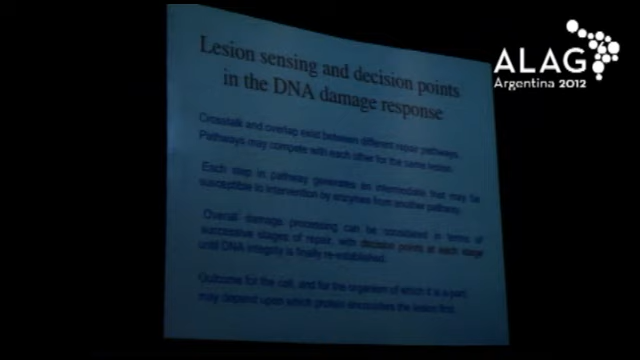 Lesion sensing and decision points
in the DNA damage response
Crosstalk and overlap exist between different repair pathways.
Pathways may compete with each other for the same lesion.
Each step in pathway generates an intermediate that may be
susceptible to intervention by enzymes from another pathway.
Overall damage processing can be considered in terms of
successive stages of repair, with decision points at each stage
until DNA integrity is finally re-established.
Outcome for the cell, and for the organism of which it is a part,
may depend upon which protein encounters the lesion first.
ALAG
Argentina 2012